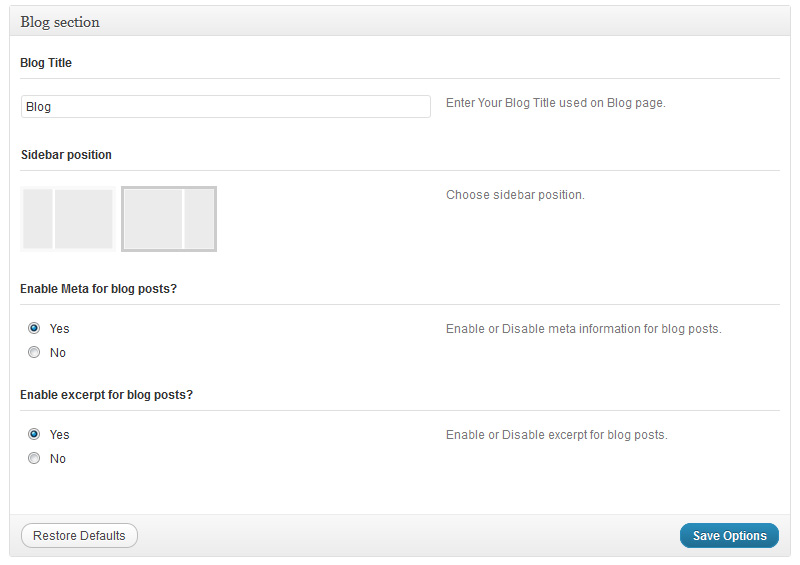 Blog section
Blog Title
Blog
Enter Your Blog Title used on Blog page.
Sidebar position
Choose sidebar position.
Enable Meta for blog posts?
Yes
Enable or Disable meta information for blog posts.
No
Enable excerpt for blog posts?
Yes
Enable or Disable excerpt for blog posts.
No
Restore Defaults
Save Options